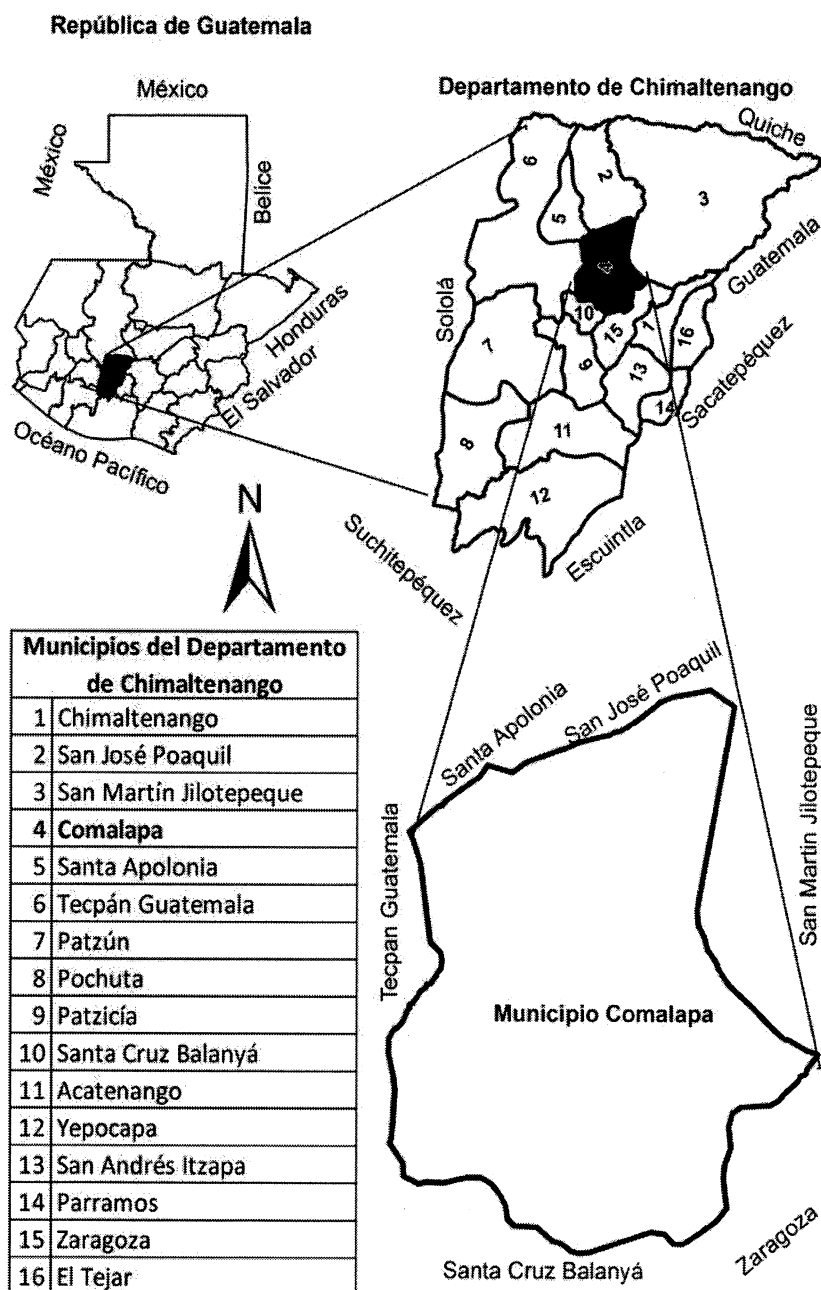 República de Guatemala
México
México
Belice
Honduras
El Salvador
Océano Pacífico
N
Departamento de Chimaltenango
Quiche
6
2
5
3
4
Guatemala
Sololá
10
15
1
16
7
9
13
Sacatepéquez
14
8
11
12
Suchitepéquez
Escuintla
Municipios del Departamento
de Chimaltenango
1 Chimaltenango
2 San José Poaquil
3 San Martín Jilotepeque
4 Comalapa
5 Santa Apolonia
6 Tecpán Guatemala
7 Patzún
8 Pochuta
9 Patzicía
10 Santa Cruz Balanyá
11 Acatenango
12 Yepocapa
13 San Andrés Itzapa
14 Parramos
15 Zaragoza
16 El Tejar
Santa Apolonia
San José Poaquil
Tecpan Guatemala
San Martin Jilotepeque
Municipio Comalapa
Santa Cruz Balanyá
Zaragoza